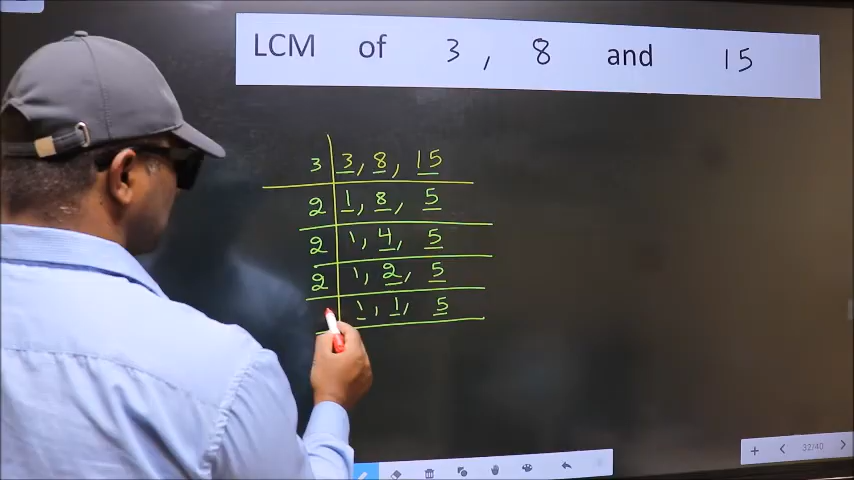 LCM of 3 , 8 and 15
3 3, 8, 15
2 1, 8, 5
2 1, 4, 5
2 1, 2, 5
1, 1, 5
32/40